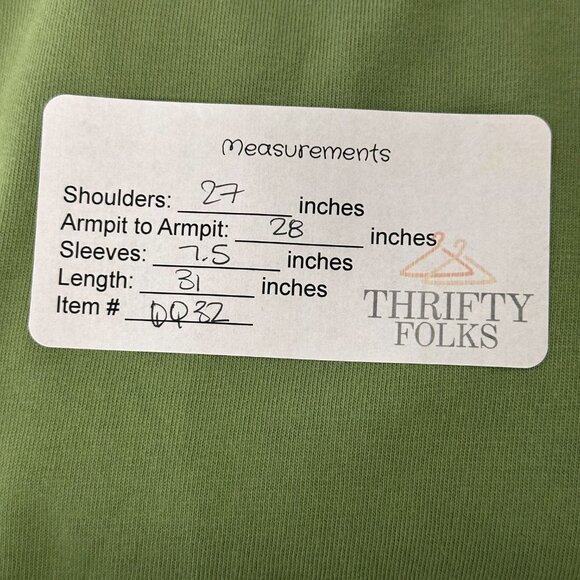 Measurements
Shoulders: 27 inches
Armpit to Armpit: 28 inches
Sleeves: 7.5 inches
Length: 31 inches
Item # QQ32
THRIFTY
FOLKS